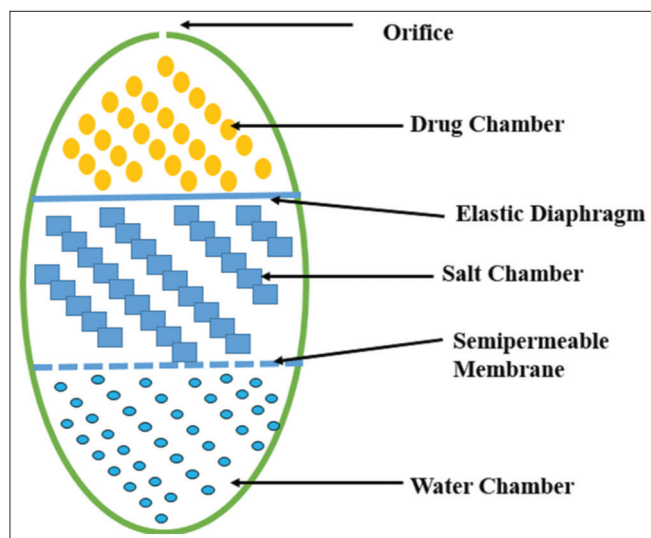 Orifice
Drug Chamber
Elastic Diaphragm
Salt Chamber
Semipermeable
Membrane
Water Chamber